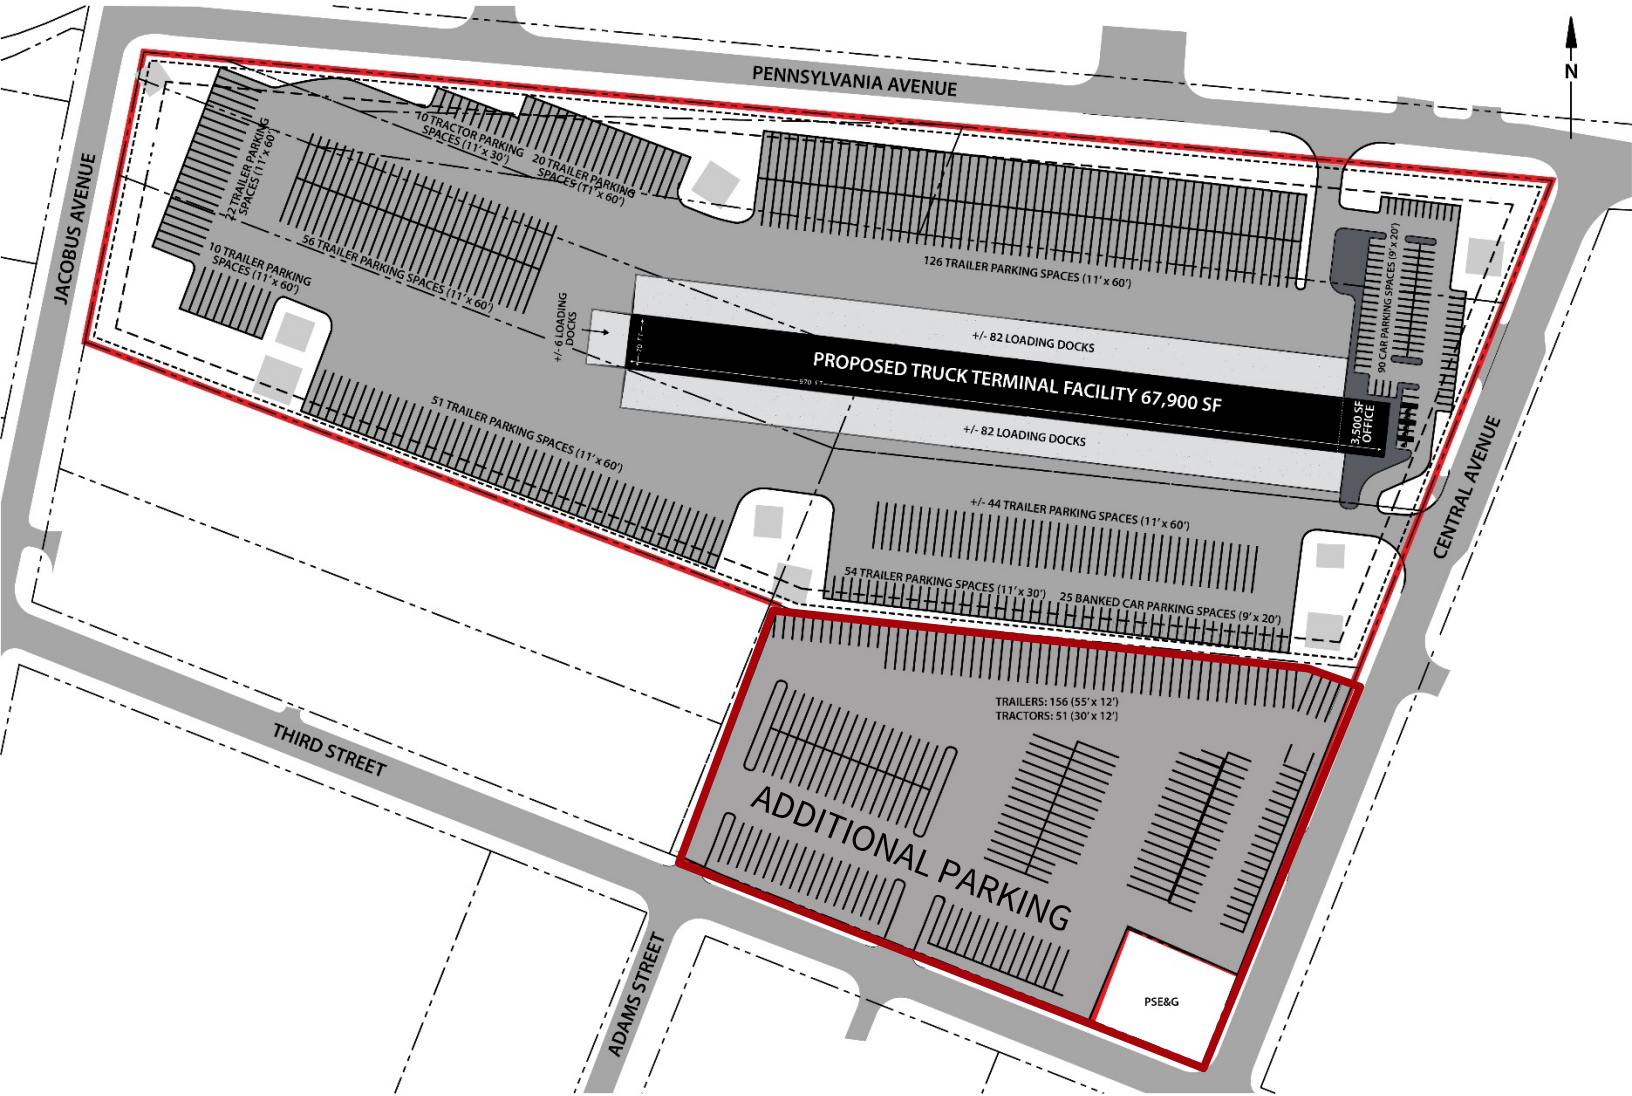 PENNSYLVANIA AVENUE
N
JACOBUS AVENUE
10 TRACTOR PARKING
SPACES (11' x 30')
20 TRAILER PARKING
SPACES (11' x 60')
22 TRAILER PARKING
SPACES (11' x 60')
10 TRAILER PARKING
SPACES (11' x 60')
56 TRAILER PARKING SPACES (11' x 60')
126 TRAILER PARKING SPACES (11' x 60')
90 CAR PARKING SPACES (9' x 20')
+/- 6 LOADING
DOCKS
+/- 82 LOADING DOCKS
70 FT
PROPOSED TRUCK TERMINAL FACILITY 67,900 SF
970 FT
3,500 SF
OFFICE
+/- 82 LOADING DOCKS
51 TRAILER PARKING SPACES (11' x 60')
+/- 44 TRAILER PARKING SPACES (11' x 60')
CENTRAL AVENUE
54 TRAILER PARKING SPACES (11' x 30')
25 BANKED CAR PARKING SPACES (9' x 20')
TRAILERS: 156 (55' x 12')
TRACTORS: 51 (30' x 12')
THIRD STREET
ADDITIONAL PARKING
ADAMS STREET
PSE&G